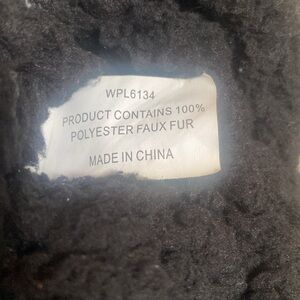 WPL6134
PRODUCT CONTAINS 100%
POLYESTER FAUX FUR
MADE IN CHINA